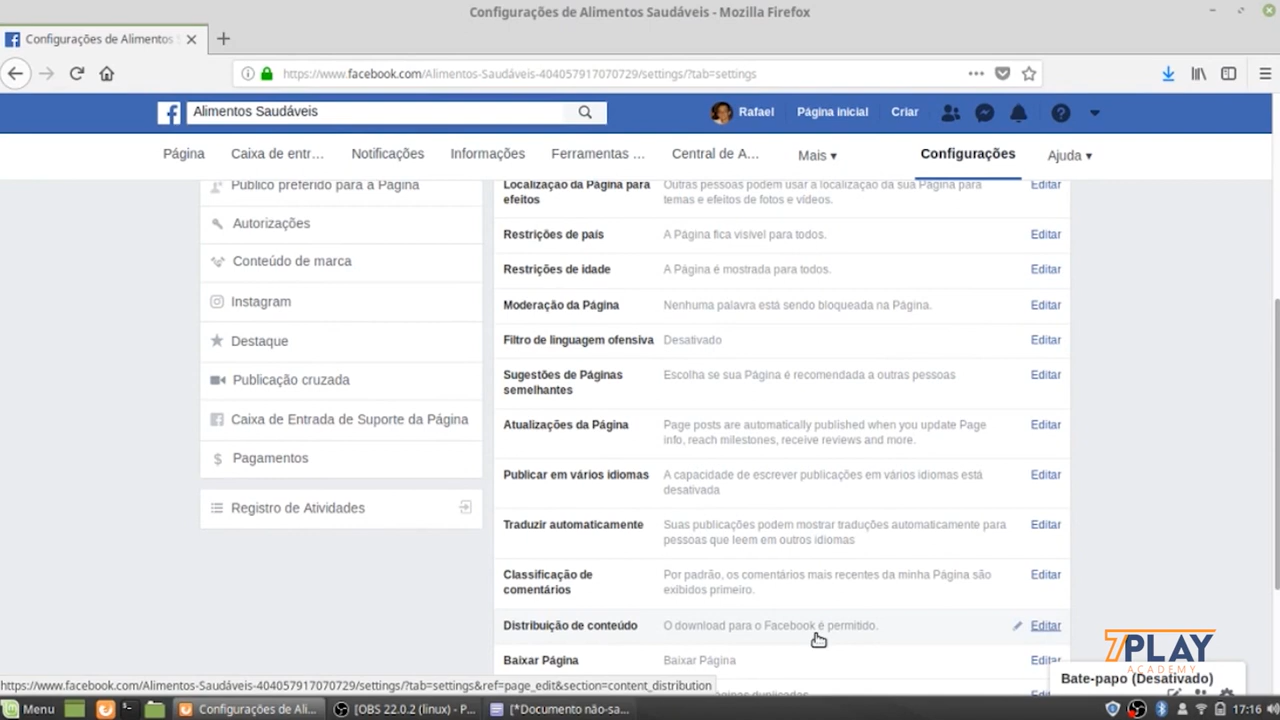 Configurações de Alimentos Saudáveis - Mozilla Firefox
Configurações de Alimentos S
https://www.facebook.com/Alimentos-Saudáveis-404057917070729/settings/?tab=settings
Alimentos Saudáveis
Rafael
Página inicial
Criar
Página
Caixa de entr...
Notificações
Informações
Ferramentas ...
Central de A...
Mais
Configurações
Ajuda
Público preferido para a Página
Autorizações
Conteúdo de marca
Instagram
Destaque
Publicação cruzada
Caixa de Entrada de Suporte da Página
Pagamentos
Registro de Atividades
Localização da Página para efeitos
Outras pessoas podem usar a localização da sua Página para temas e efeitos de fotos e vídeos.
Editar
Restrições de país
A Página fica visível para todos.
Editar
Restrições de idade
A Página é mostrada para todos.
Editar
Moderação da Página
Nenhuma palavra está sendo bloqueada na Página.
Editar
Filtro de linguagem ofensiva
Desativado
Editar
Sugestões de Páginas semelhantes
Escolha se sua Página é recomendada a outras pessoas
Editar
Atualizações da Página
Page posts are automatically published when you update Page info, reach milestones, receive reviews and more.
Editar
Publicar em vários idiomas
A capacidade de escrever publicações em vários idiomas está desativada
Editar
Traduzir automaticamente
Suas publicações podem mostrar traduções automaticamente para pessoas que leem em outros idiomas
Editar
Classificação de comentários
Por padrão, os comentários mais recentes da minha Página são exibidos primeiro.
Editar
Distribuição de conteúdo
O download para o Facebook é permitido.
Editar
Baixar Página
Baixar Página
Editar
7PLAY
ACADEMY
Bate-papo (Desativado)
https://www.facebook.com/Alimentos-Saudáveis-404057917070729/settings/?tab=settings&ref=page_edit&section=content_distribution
Menu
Configurações de Ali...
[OBS 22.0.2 (linux) - P...
[*Documento não-sa...
17:16